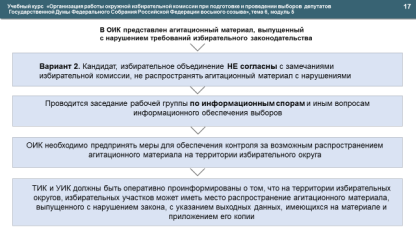 Учебный курс «Организация работы окружной избирательной комиссии при подготовке и проведении выборов депутатов
Государственной Думы Федерального Собрания Российской Федерации восьмого созыва», тема 6, модуль 5
17
В ОИК представлен агитационный материал, выпущенный
с нарушением требований избирательного законодательства
Вариант 2. Кандидат, избирательное объединение НЕ согласны с замечаниями
избирательной комиссии, не распространять агитационный материал с нарушениями
Проводится заседание рабочей группы по информационным спорам и иным вопросам
информационного обеспечения выборов
ОИК необходимо предпринять меры для обеспечения контроля за возможным распространением
агитационного материала на территории избирательного округа
ТИК и УИК должны быть оперативно проинформированы о том, что на территории избирательных
округов, избирательных участков может иметь место распространение агитационного материала,
выпущенного с нарушением закона, с указанием выходных данных, имеющихся на материале и
приложением его копии